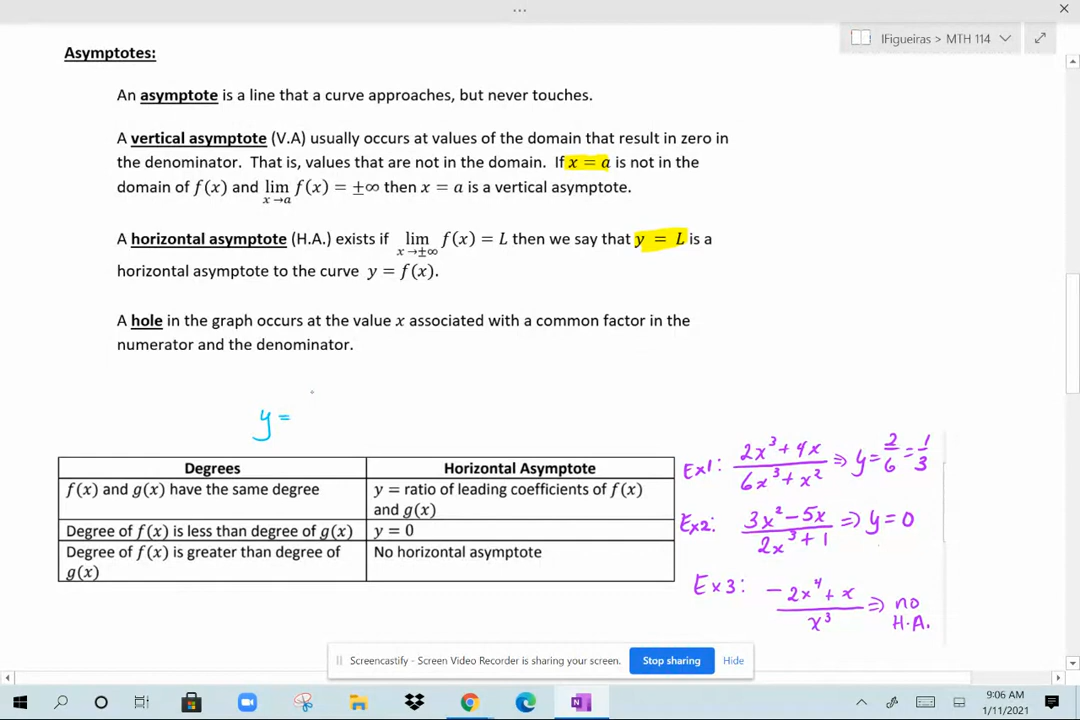 IFigueiras > MTH 114
Asymptotes:
An asymptote is a line that a curve approaches, but never touches.
A vertical asymptote (V.A) usually occurs at values of the domain that result in zero in
the denominator. That is, values that are not in the domain. If x = a is not in the
domain of f(x) and lim f(x) = ±∞ then x = a is a vertical asymptote.
x→a
A horizontal asymptote (H.A.) exists if lim f(x) = L then we say that y = L is a
x→±∞
horizontal asymptote to the curve y = f(x).
A hole in the graph occurs at the value x associated with a common factor in the
numerator and the denominator.
y =
Degrees Horizontal Asymptote
f(x) and g(x) have the same degree
y = ratio of leading coefficients of f(x)
and g(x)
Degree of f(x) is less than degree of g(x) y = 0
Degree of f(x) is greater than degree of
g(x)
No horizontal asymptote
Ex1: (2x³ + 4x)/(6x³ + x²) ⇒ y = 2/6 = 1/3
Ex2: (3x² − 5x)/(2x³ + 1) ⇒ y = 0
Ex3: (−2x⁴ + x)/x³ ⇒ no
H.A.
Screencastify - Screen Video Recorder is sharing your screen. Stop sharing Hide
9:06 AM
1/11/2021